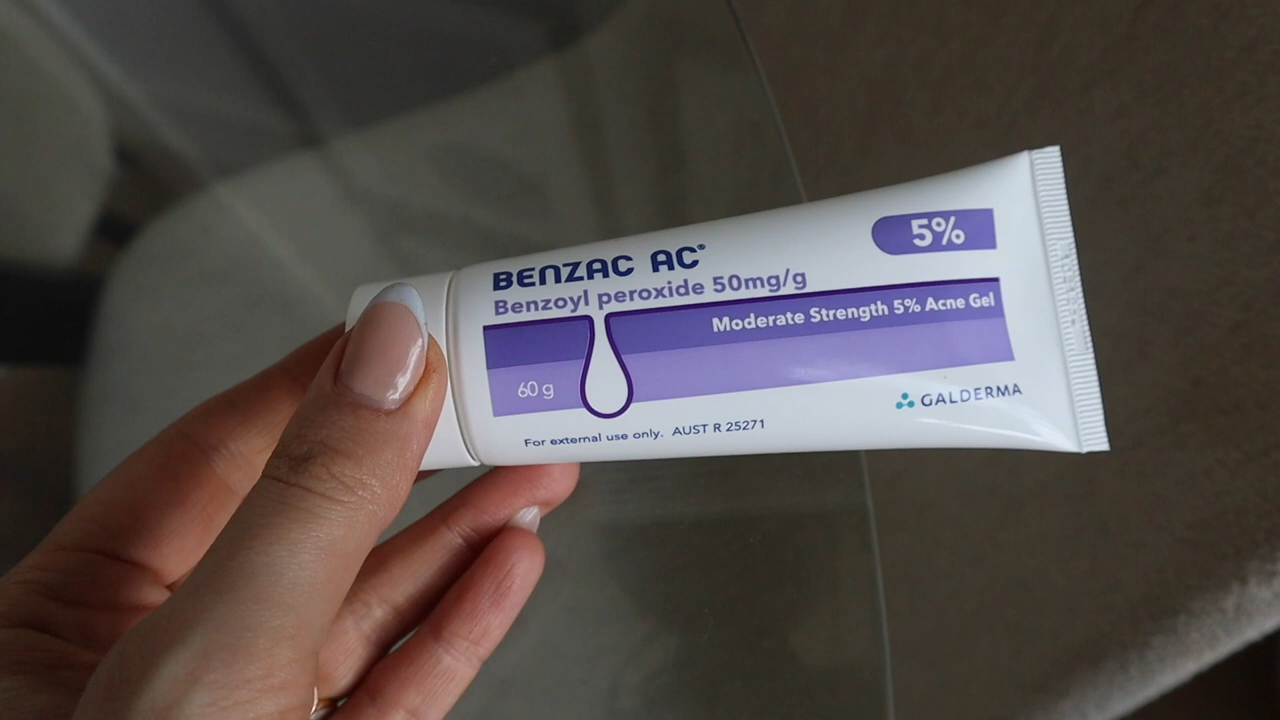 BENZAC AC®
5%
Benzoyl peroxide 50mg/g
Moderate Strength 5% Acne Gel
60 g
GALDERMA
For external use only. AUST R 25271